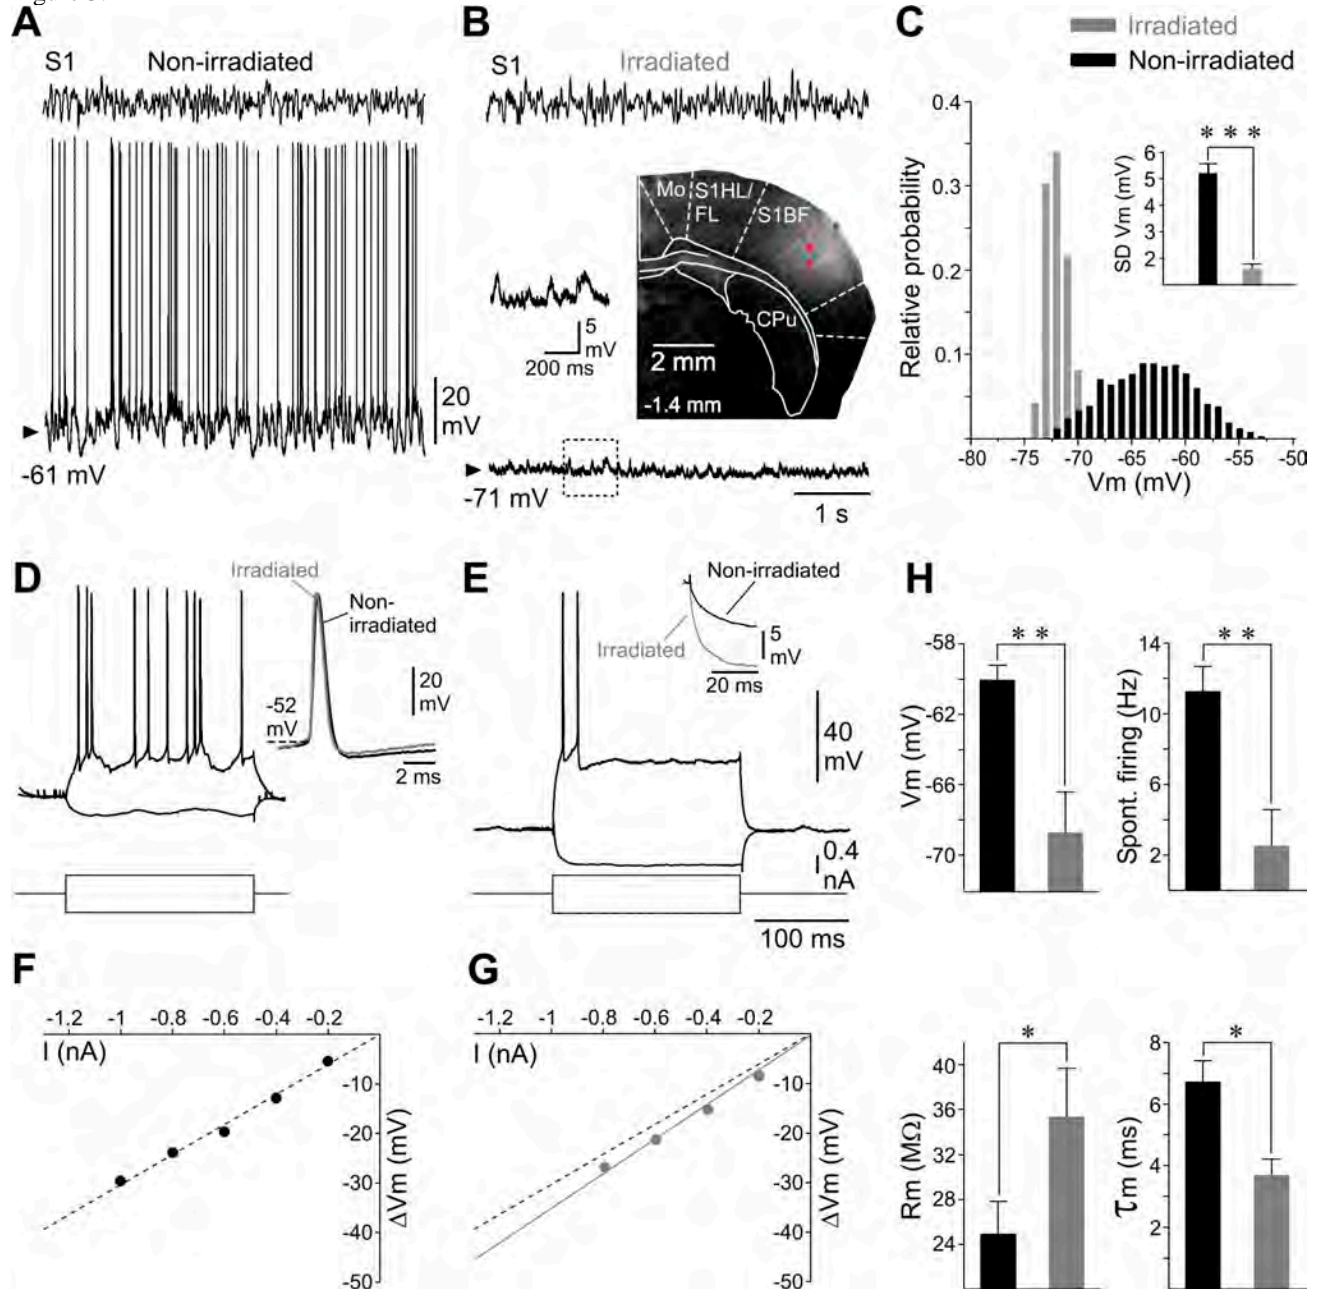 A
S1 Non-irradiated
20
mV
-61 mV
B
S1 Irradiated
Mo S1HL/
FL S1BF
CPu
2 mm
-1.4 mm
5
mV
200 ms
-71 mV
1 s
C
Irradiated
Non-irradiated
Relative probability
0.4
0.3
0.2
0.1
-80 -75 -70 -65 -60 -55 -50
Vm (mV)
* * *
SD Vm (mV)
6
5
4
3
2
D
Irradiated
Non-
irradiated
-52
mV
20
mV
2 ms
E
Non-irradiated
Irradiated
5
mV
20 ms
40
mV
0.4
nA
100 ms
H
* *
Vm (mV)
-58
-62
-66
-70
* *
Spont. firing (Hz)
14
10
6
2
F
-1.2 -1 -0.8 -0.6 -0.4 -0.2
I (nA)
-10
-20
-30
-40
-50
ΔVm (mV)
G
-1.2 -1 -0.8 -0.6 -0.4 -0.2
I (nA)
-10
-20
-30
-40
-50
ΔVm (mV)
*
Rm (MΩ)
40
36
32
28
24
*
τm (ms)
8
6
4
2